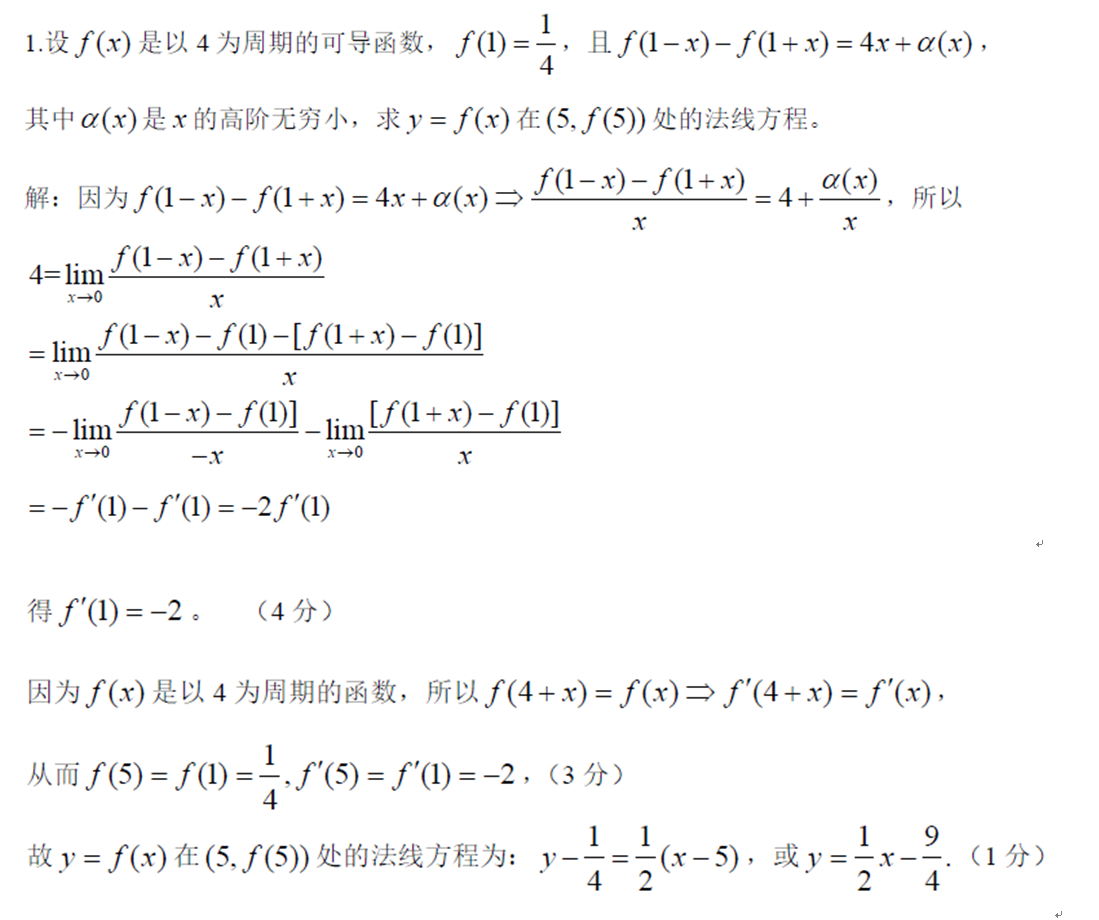 1.设 f(x) 是以 4 为周期的可导函数，f(1) = 1/4，且 f(1−x) − f(1+x) = 4x + α(x)，
其中 α(x) 是 x 的高阶无穷小，求 y = f(x) 在 (5, f(5)) 处的法线方程。
解：因为 f(1−x) − f(1+x) = 4x + α(x) ⇒ (f(1−x) − f(1+x))/x = 4 + α(x)/x，所以
4=lim_{x→0} (f(1−x) − f(1+x))/x
= lim_{x→0} (f(1−x) − f(1) − [f(1+x) − f(1)])/x
= −lim_{x→0} (f(1−x) − f(1)])/(−x) − lim_{x→0} ([f(1+x) − f(1)])/x
= −f′(1) − f′(1) = −2f′(1)
得 f′(1) = −2 。 （4 分）
因为 f(x) 是以 4 为周期的函数，所以 f(4+x) = f(x) ⇒ f′(4+x) = f′(x)，
从而 f(5) = f(1) = 1/4, f′(5) = f′(1) = −2，（3 分）
故 y = f(x) 在 (5, f(5)) 处的法线方程为：y − 1/4 = 1/2(x − 5)，或 y = 1/2 x − 9/4.（1 分）